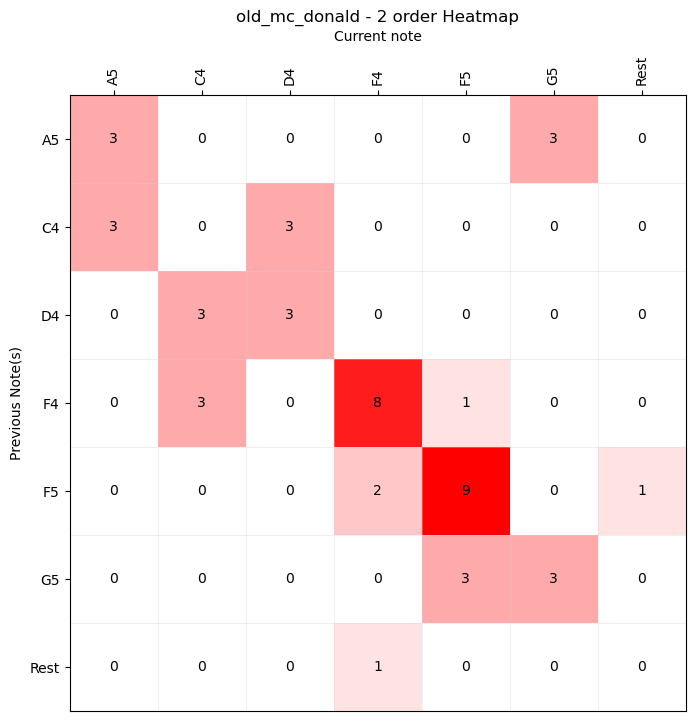 old_mc_donald - 2 order Heatmap
Current note
A5 C4 D4 F4 F5 G5 Rest
Previous Note(s)
A5 3 0 0 0 0 3 0
C4 3 0 3 0 0 0 0
D4 0 3 3 0 0 0 0
F4 0 3 0 8 1 0 0
F5 0 0 0 2 9 0 1
G5 0 0 0 0 3 3 0
Rest 0 0 0 1 0 0 0